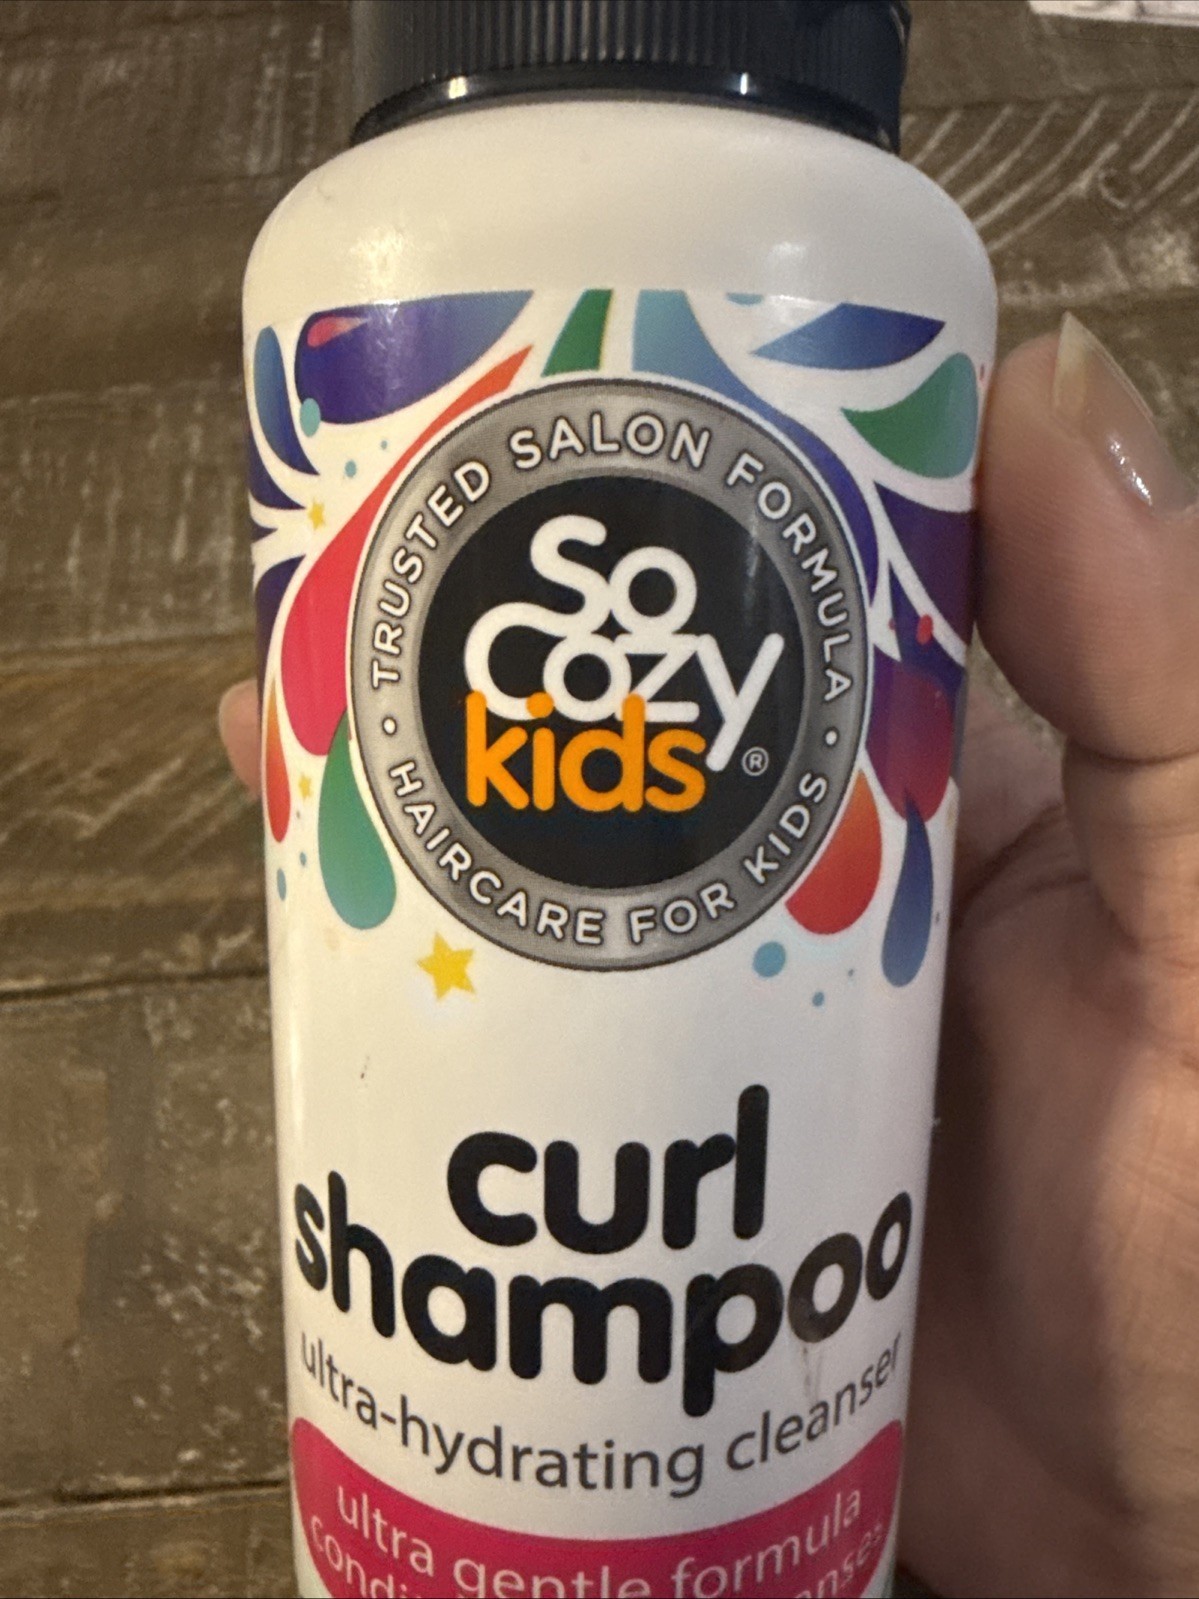 TRUSTED SALON FORMULA
So
Cozy
kids®
HAIRCARE FOR KIDS
curl
shampoo
ultra-hydrating cleanser
ultra gentle formula